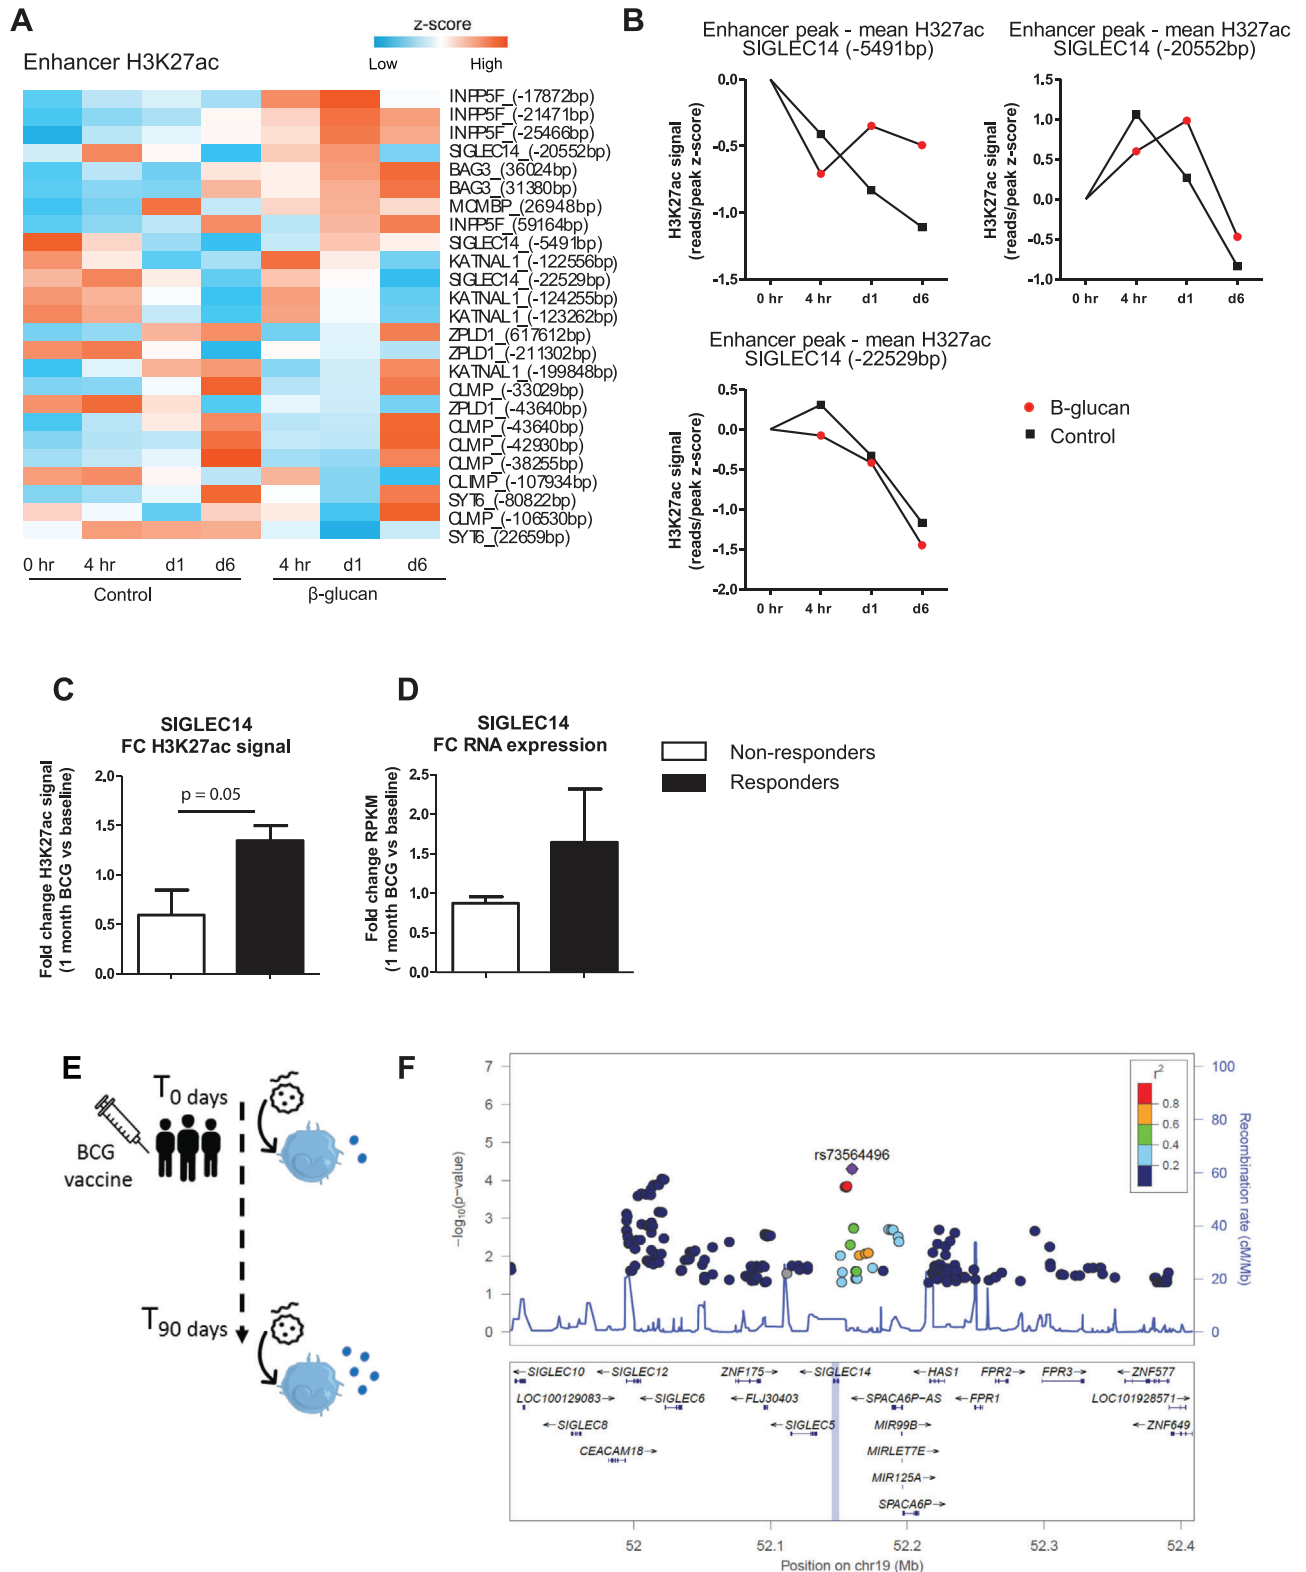 A
z-score
Low High
Enhancer H3K27ac
INPP5F_(-17872bp)
INPP5F_(-21471bp)
INPP5F_(-25466bp)
SIGLEC14_(-20552bp)
BAG3_(36024bp)
BAG3_(31380bp)
MCMBP_(26948bp)
INPP5F_(59164bp)
SIGLEC14_(-5491bp)
KATNAL1_(-122556bp)
SIGLEC14_(-22529bp)
KATNAL1_(-124255bp)
KATNAL1_(-123262bp)
ZPLD1_(617612bp)
ZPLD1_(-211302bp)
KATNAL1_(-199848bp)
CLMP_(-33029bp)
ZPLD1_(-43640bp)
CLMP_(-43640bp)
CLMP_(-42930bp)
CLMP_(-38255bp)
CLIMP_(-107934bp)
SYT6_(-80822bp)
CLMP_(-106530bp)
SYT6_(22659bp)
0 hr 4 hr d1 d6 4 hr d1 d6
Control β-glucan
B
Enhancer peak - mean H327ac
SIGLEC14 (-5491bp)
H3K27ac signal
(reads/peak z-score)
0.0
-0.5
-1.0
-1.5
0 hr 4 hr d1 d6
Enhancer peak - mean H327ac
SIGLEC14 (-20552bp)
H3K27ac signal
(reads/peak z-score)
1.5
1.0
0.5
0.0
-0.5
-1.0
0 hr 4 hr d1 d6
Enhancer peak - mean H327ac
SIGLEC14 (-22529bp)
H3K27ac signal
(reads/peak z-score)
0.5
0.0
-0.5
-1.0
-1.5
-2.0
0 hr 4 hr d1 d6
B-glucan
Control
C
SIGLEC14
FC H3K27ac signal
Fold change H3K27ac signal
(1 month BCG vs baseline)
2.0
1.5
1.0
0.5
0.0
p = 0.05
D
SIGLEC14
FC RNA expression
Fold change RPKM
(1 month BCG vs baseline)
2.5
2.0
1.5
1.0
0.5
0.0
Non-responders
Responders
E
T0 days
BCG
vaccine
T90 days
F
−log10(p−value)
7
6
5
4
3
2
1
0
rs73564496
r2
0.8
0.6
0.4
0.2
100
80
60
40
20
0
Recombination rate (cM/Mb)
←SIGLEC10 ←SIGLEC12 ZNF175→ ←SIGLEC14 ←HAS1 FPR2→ FPR3→ ←ZNF577
LOC100129083→ ←SIGLEC6 ←FLJ30403 ←SPACA6P−AS ←FPR1 LOC101928571→
←SIGLEC8 ←SIGLEC5 MIR99B→ ←ZNF649
CEACAM18→ MIRLET7E→
MIR125A→
SPACA6P→
52 52.1 52.2 52.3 52.4
Position on chr19 (Mb)